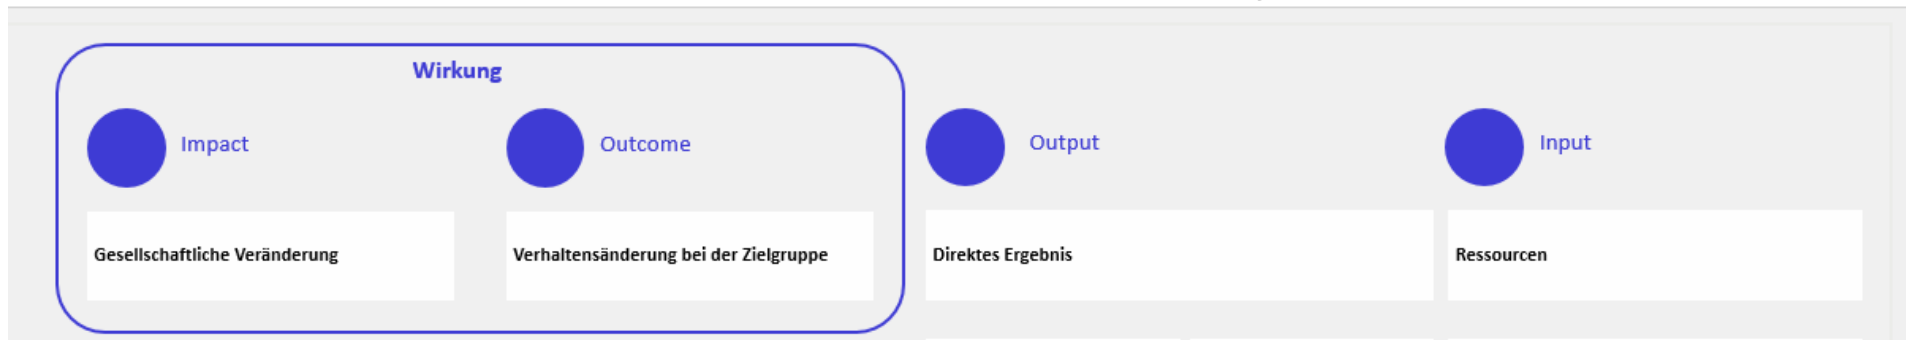 Wirkung
Impact
Outcome
Output
Input
Gesellschaftliche Veränderung
Verhaltensänderung bei der Zielgruppe
Direktes Ergebnis
Ressourcen